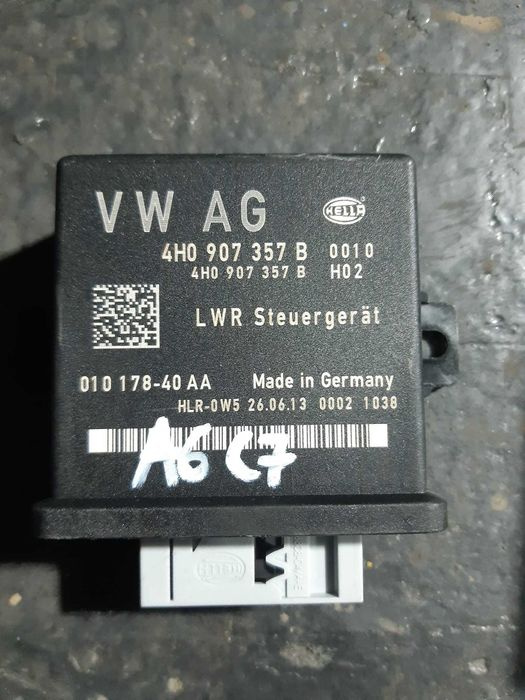 VW AG HELLA
4H0 907 357 B 0010
4H0 907 357 B H02
LWR Steuergerät
010 178-40 AA Made in Germany
HLR-0W5 26.06.13 0002 1038
A6 C7
HELLA